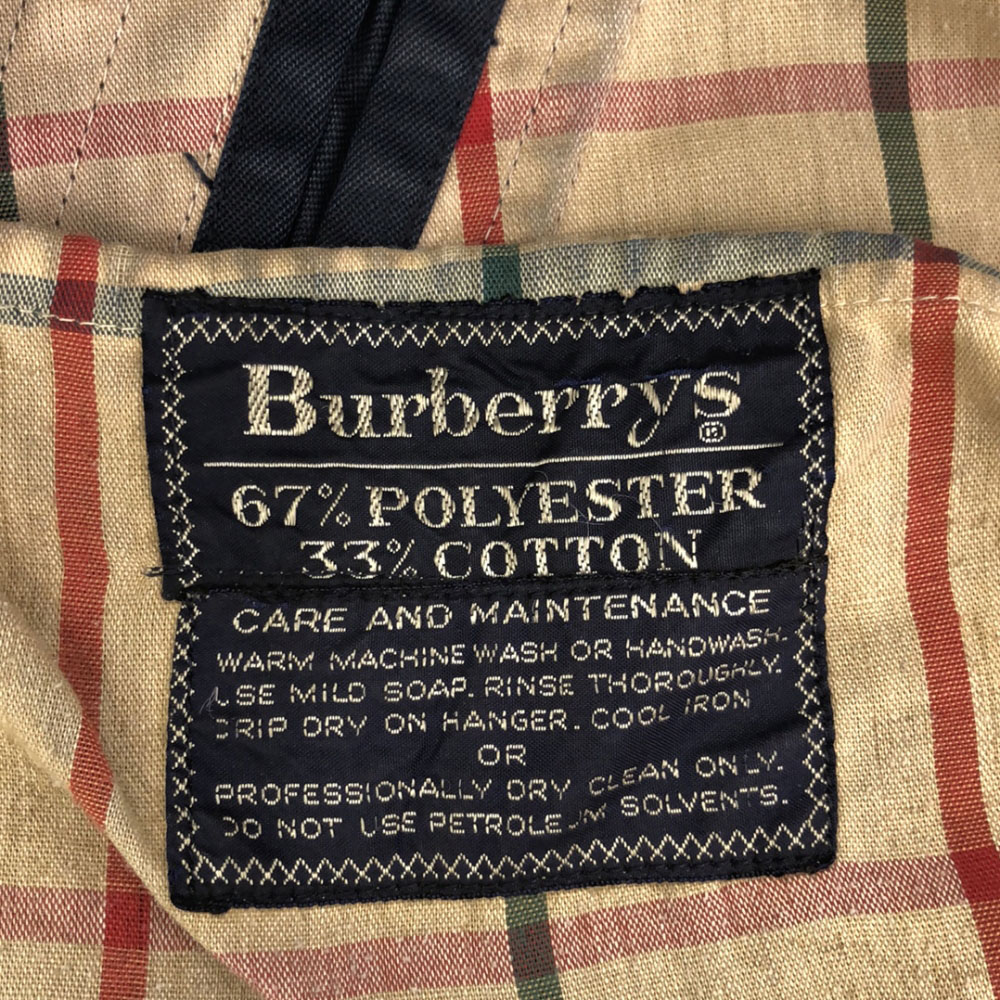 Burberrys®
67% POLYESTER
33% COTTON
CARE AND MAINTENANCE
WARM MACHINE WASH OR HANDWASH-
USE MILD SOAP. RINSE THOROUGHLY.
DRIP DRY ON HANGER. COOL IRON
OR
PROFESSIONALLY DRY CLEAN ONLY.
DO NOT USE PETROLEUM SOLVENTS.